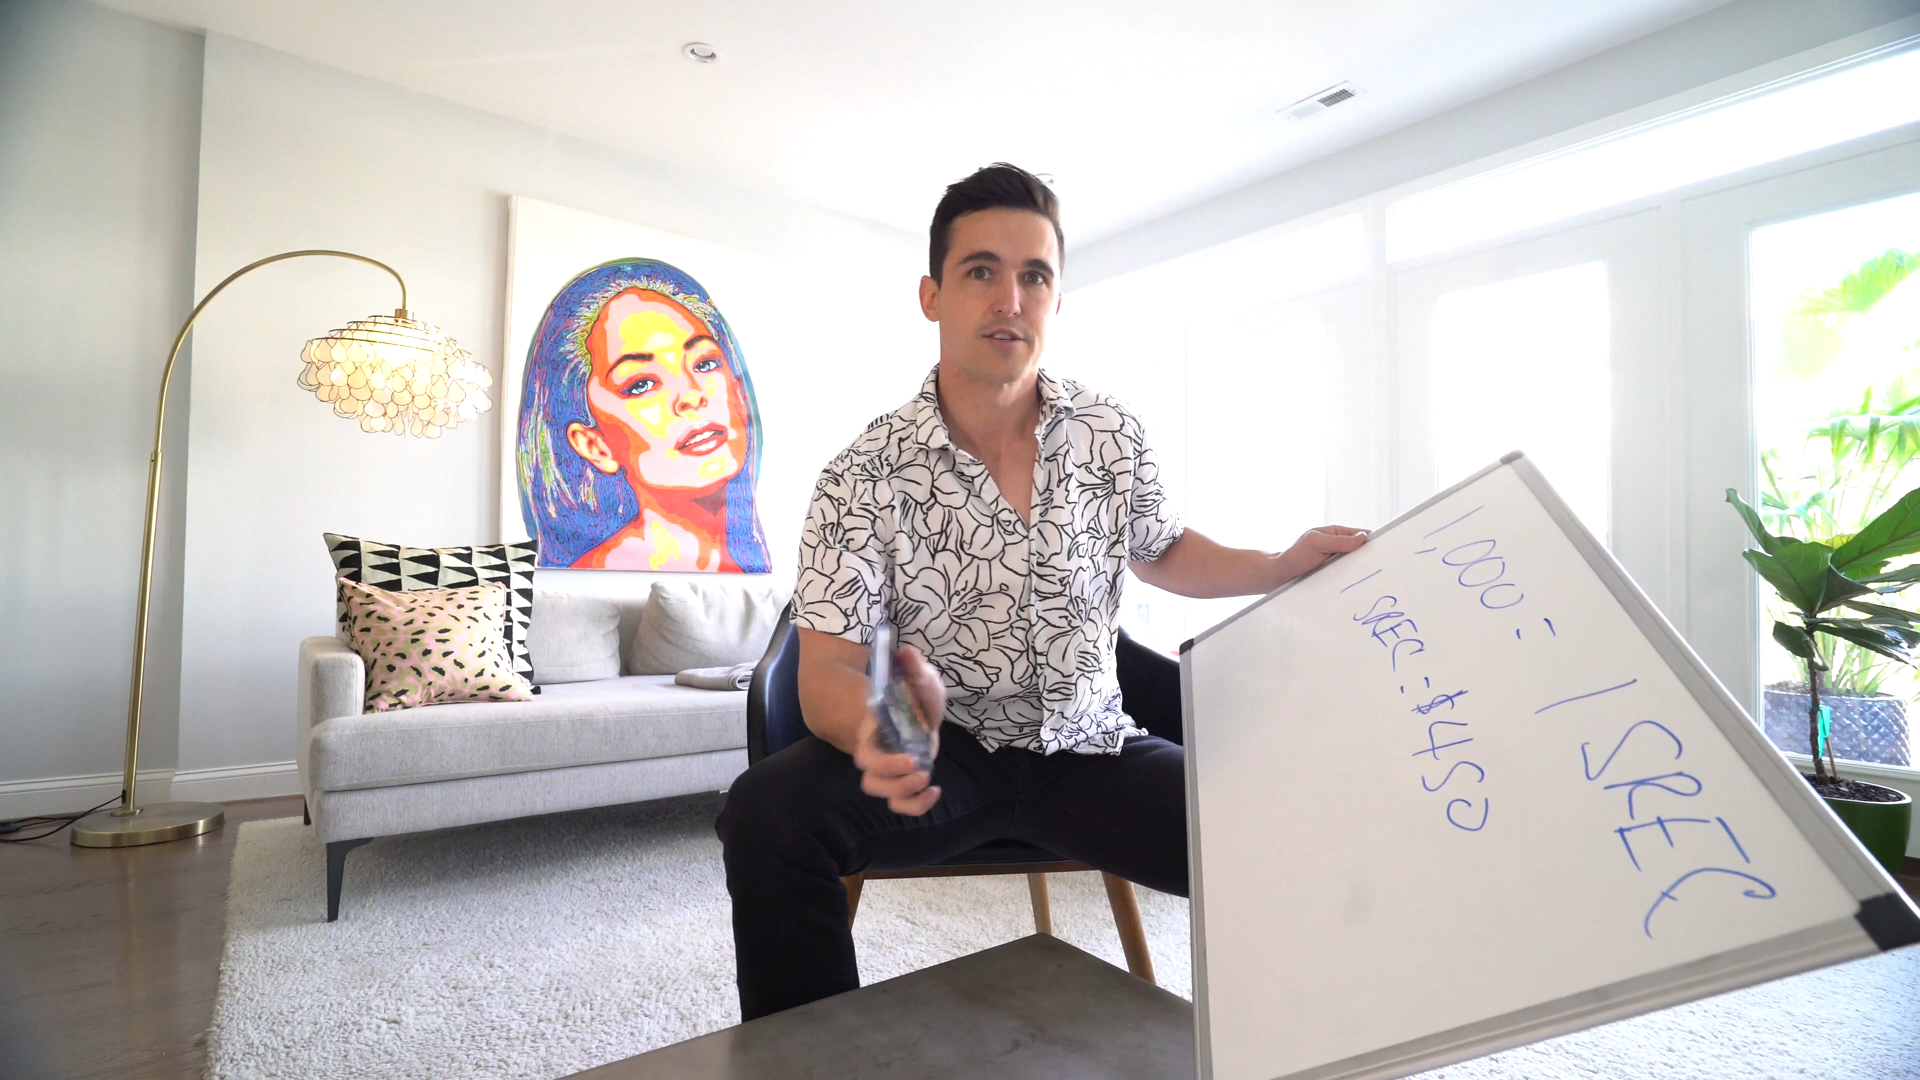 1,000 = 1 SREC
1 SREC = $450